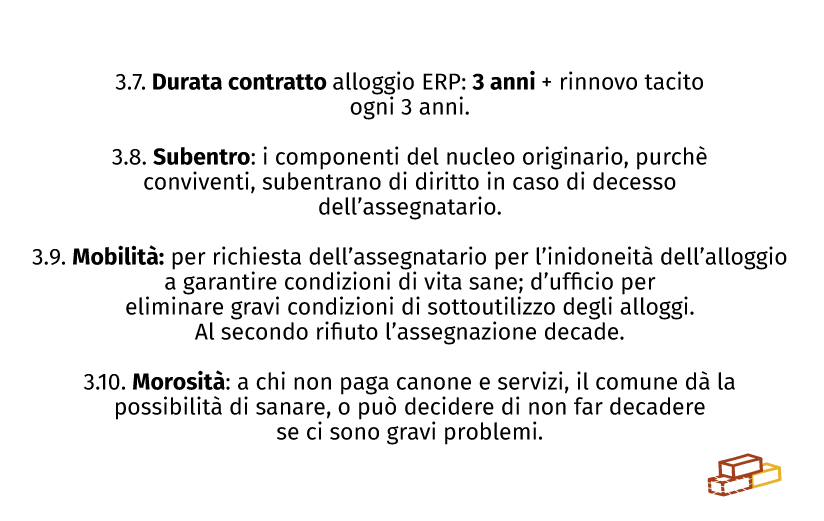 3.7. Durata contratto alloggio ERP: 3 anni + rinnovo tacito
ogni 3 anni.
3.8. Subentro: i componenti del nucleo originario, purchè
conviventi, subentrano di diritto in caso di decesso
dell’assegnatario.
3.9. Mobilità: per richiesta dell’assegnatario per l’inidoneità dell’alloggio
a garantire condizioni di vita sane; d’ufficio per
eliminare gravi condizioni di sottoutilizzo degli alloggi.
Al secondo rifiuto l’assegnazione decade.
3.10. Morosità: a chi non paga canone e servizi, il comune dà la
possibilità di sanare, o può decidere di non far decadere
se ci sono gravi problemi.